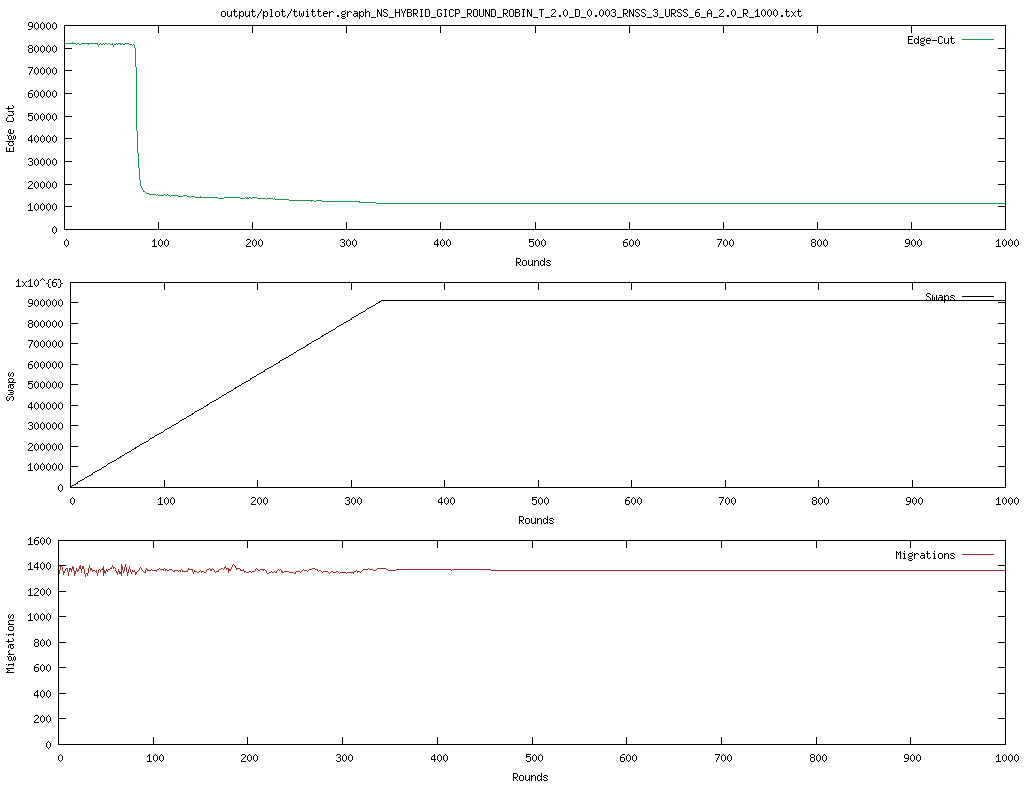 output/plot/twitter.graph_NS_HYBRID_GICP_ROUND_ROBIN_T_2.0_D_0.003_RNSS_3_URSS_6_A_2.0_R_1000.txt
Edge-Cut
90000
80000
70000
60000
50000
40000
30000
20000
10000
0
Edge Cut
0 100 200 300 400 500 600 700 800 900 1000
Rounds
Swaps
1x10^{6}
900000
800000
700000
600000
500000
400000
300000
200000
100000
0
Swaps
0 100 200 300 400 500 600 700 800 900 1000
Rounds
Migrations
1600
1400
1200
1000
800
600
400
200
0
Migrations
0 100 200 300 400 500 600 700 800 900 1000
Rounds